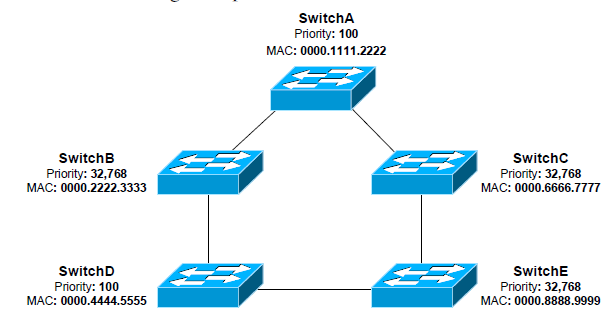 SwitchA
Priority: 100
MAC: 0000.1111.2222
SwitchB
Priority: 32,768
MAC: 0000.2222.3333
SwitchC
Priority: 32,768
MAC: 0000.6666.7777
SwitchD
Priority: 100
MAC: 0000.4444.5555
SwitchE
Priority: 32,768
MAC: 0000.8888.9999